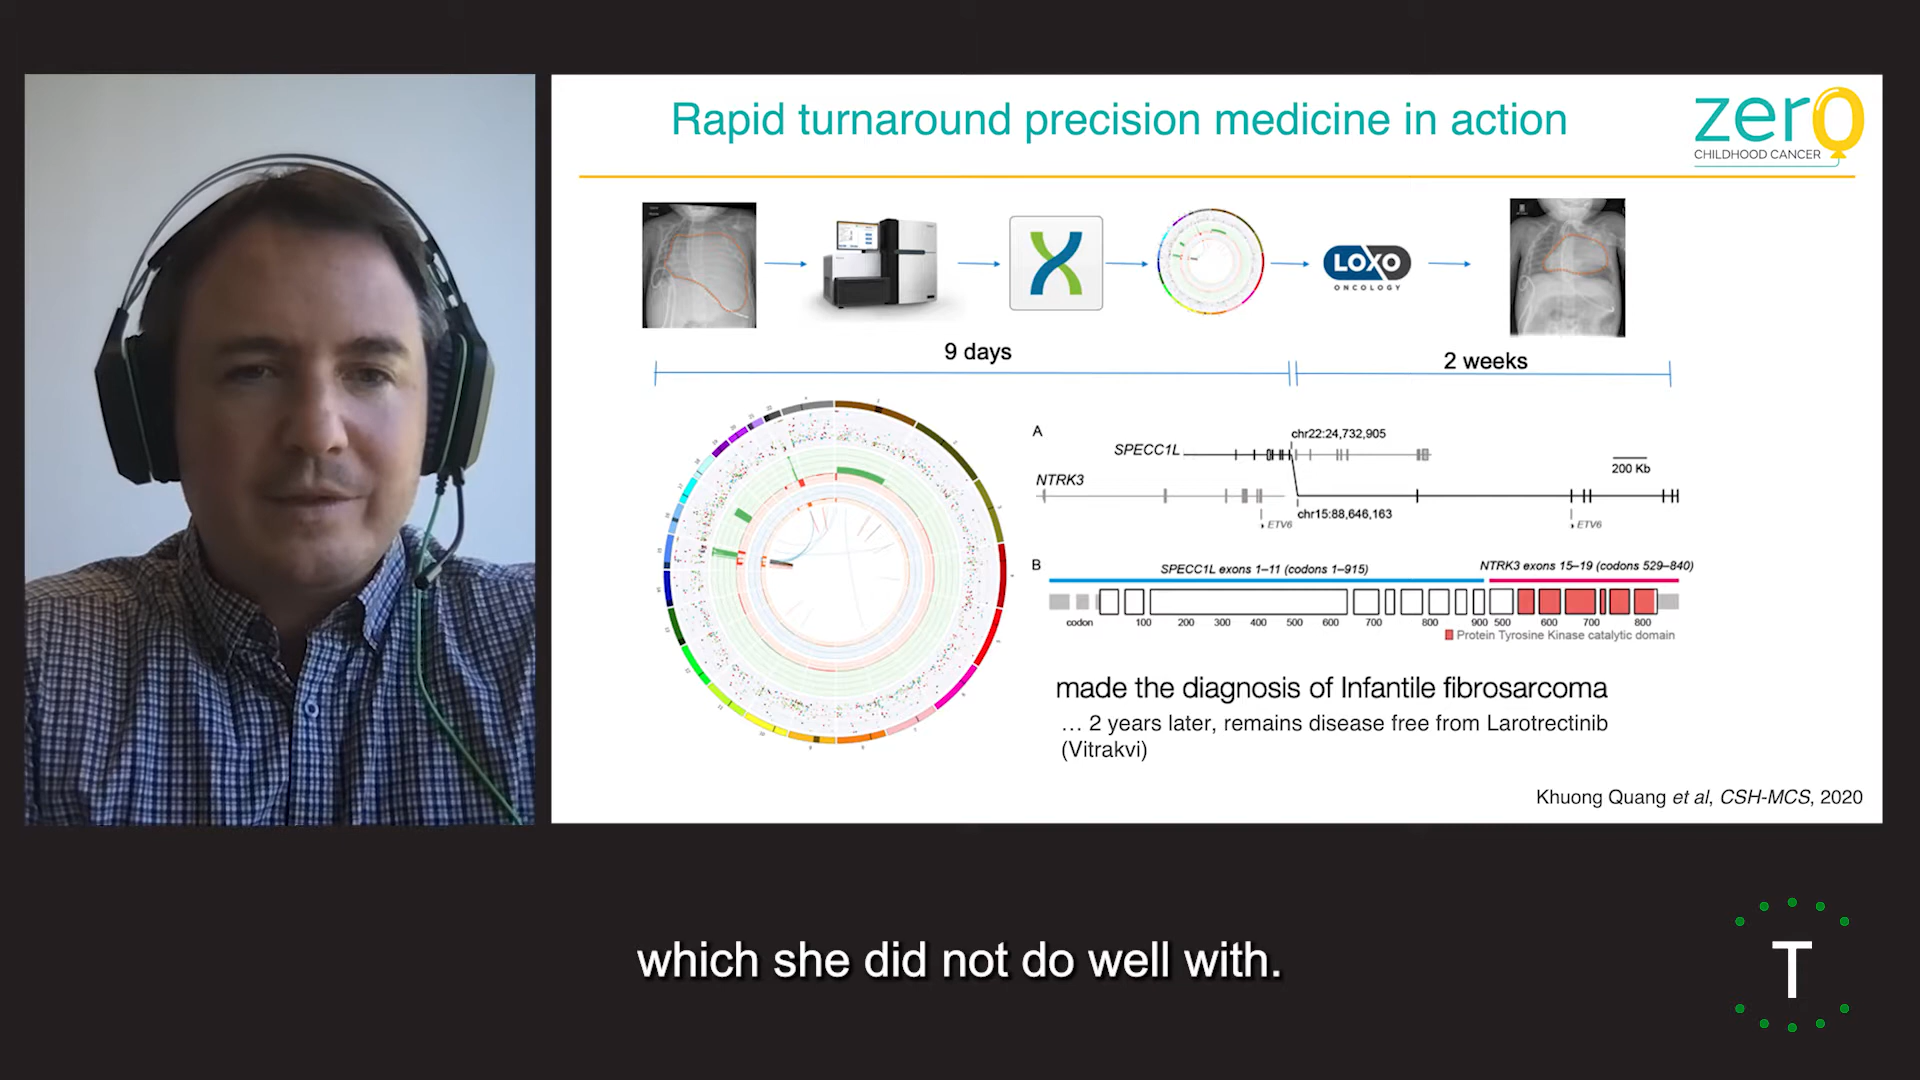 Rapid turnaround precision medicine in action
zero
CHILDHOOD CANCER
LOXO
ONCOLOGY
9 days
2 weeks
A
chr22:24,732,905
SPECC1L
200 Kb
NTRK3
chr15:88,646,163
ETV6
ETV6
B
SPECC1L exons 1–11 (codons 1–915)
NTRK3 exons 15–19 (codons 529–840)
codon 100 200 300 400 500 600 700 800 900 500 600 700 800
Protein Tyrosine Kinase catalytic domain
made the diagnosis of Infantile fibrosarcoma
… 2 years later, remains disease free from Larotrectinib
(Vitrakvi)
Khuong Quang et al, CSH-MCS, 2020
which she did not do well with.
T